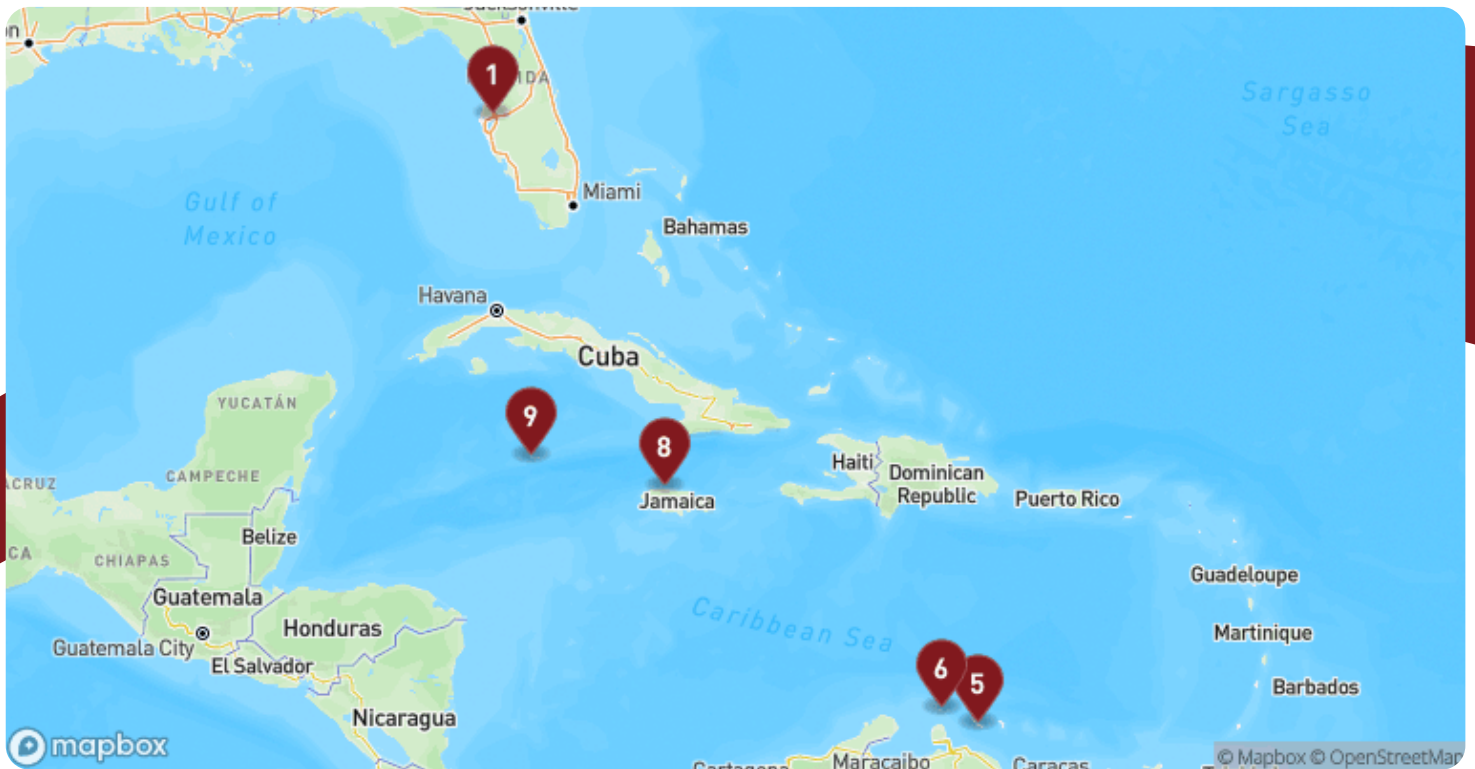 1
Miami
Bahamas
Sargasso
Sea
Gulf of
Mexico
Havana
Cuba
YUCATÁN
9
8
Jamaica
Haiti
Dominican
Republic
Puerto Rico
CAMPECHE
Belize
CHIAPAS
Guatemala
Guatemala City
Honduras
El Salvador
Nicaragua
Caribbean Sea
Guadeloupe
Martinique
Barbados
6
5
Maracaibo
Caracas
mapbox
© Mapbox © OpenStreetMap